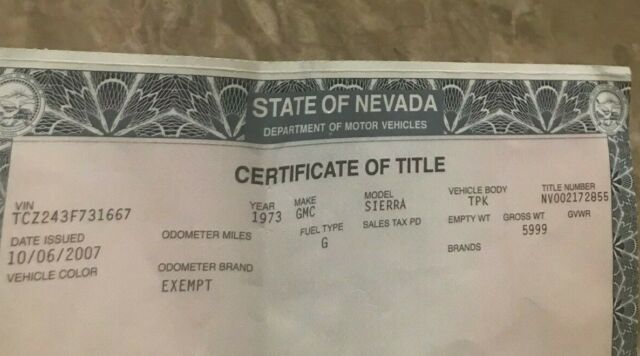 STATE OF NEVADA
DEPARTMENT OF MOTOR VEHICLES
CERTIFICATE OF TITLE
VIN YEAR MAKE MODEL VEHICLE BODY TITLE NUMBER
TCZ243F731667 1973 GMC SIERRA TPK NV002172855
DATE ISSUED ODOMETER MILES FUEL TYPE SALES TAX PD EMPTY WT GROSS WT GVWR
10/06/2007 G 5999
VEHICLE COLOR ODOMETER BRAND BRANDS
EXEMPT